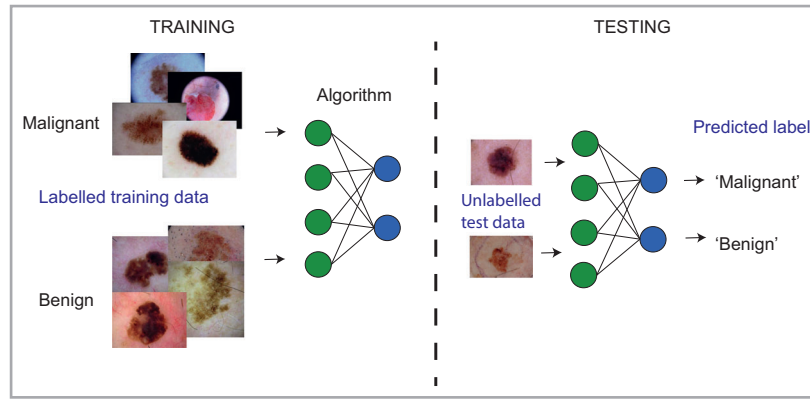 TRAINING
Malignant
Labelled training data
Benign
Algorithm
TESTING
Unlabelled
test data
Predicted label
‘Malignant’
‘Benign’